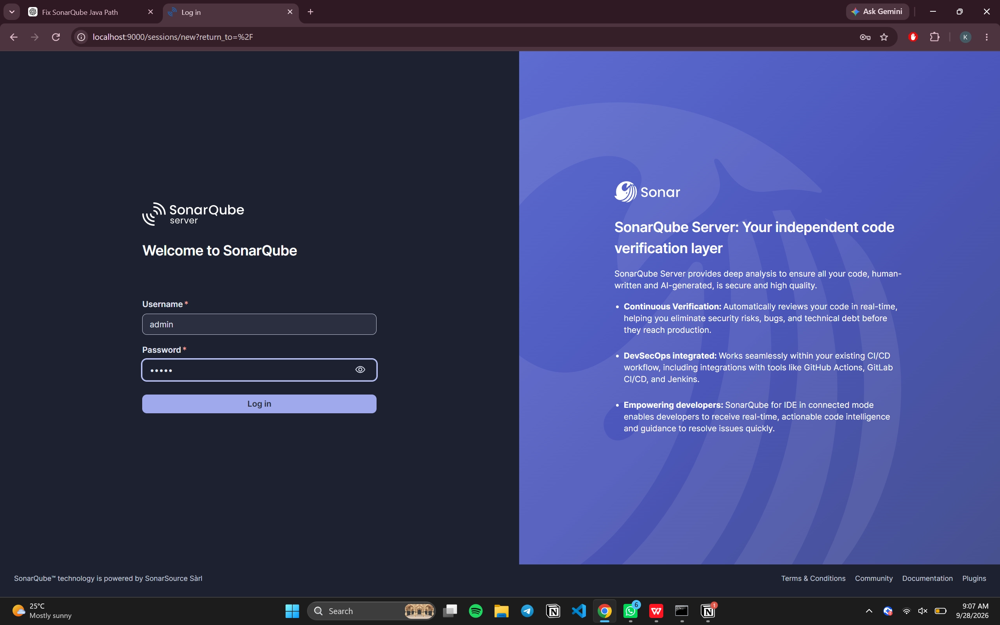 Fix SonarQube Java Path
Log in
Ask Gemini
localhost:9000/sessions/new?return_to=%2F
K
SonarQube
server
Welcome to SonarQube
Username *
admin
Password *
Log in
Sonar
SonarQube Server: Your independent code
verification layer
SonarQube Server provides deep analysis to ensure all your code, human-
written and AI-generated, is secure and high quality.
• Continuous Verification: Automatically reviews your code in real-time,
helping you eliminate security risks, bugs, and technical debt before
they reach production.
• DevSecOps integrated: Works seamlessly within your existing CI/CD
workflow, including integrations with tools like GitHub Actions, GitLab
CI/CD, and Jenkins.
• Empowering developers: SonarQube for IDE in connected mode
enables developers to receive real-time, actionable code intelligence
and guidance to resolve issues quickly.
SonarQube™ technology is powered by SonarSource Sàrl
Terms & Conditions Community Documentation Plugins
25°C
Mostly sunny
Search
6
1
9:07 AM
9/28/2026